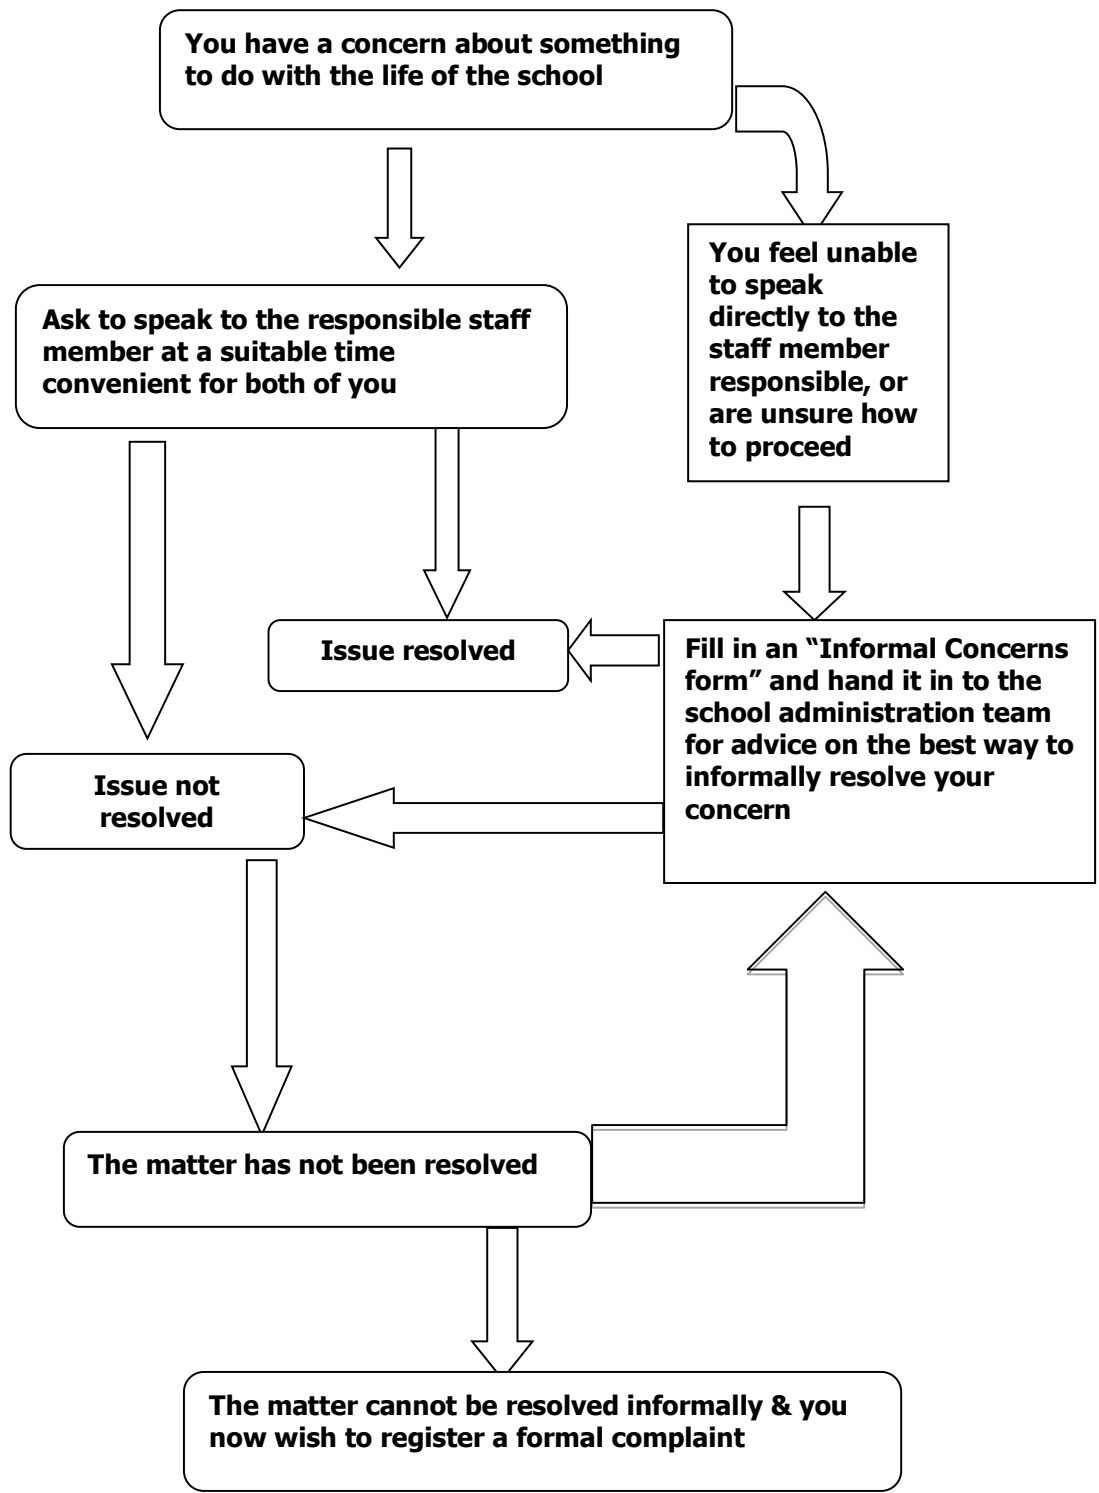 You have a concern about something
to do with the life of the school
You feel unable
to speak
directly to the
staff member
responsible, or
are unsure how
to proceed
Ask to speak to the responsible staff
member at a suitable time
convenient for both of you
Issue resolved
Fill in an “Informal Concerns
form” and hand it in to the
school administration team
for advice on the best way to
informally resolve your
concern
Issue not
resolved
The matter has not been resolved
The matter cannot be resolved informally & you
now wish to register a formal complaint